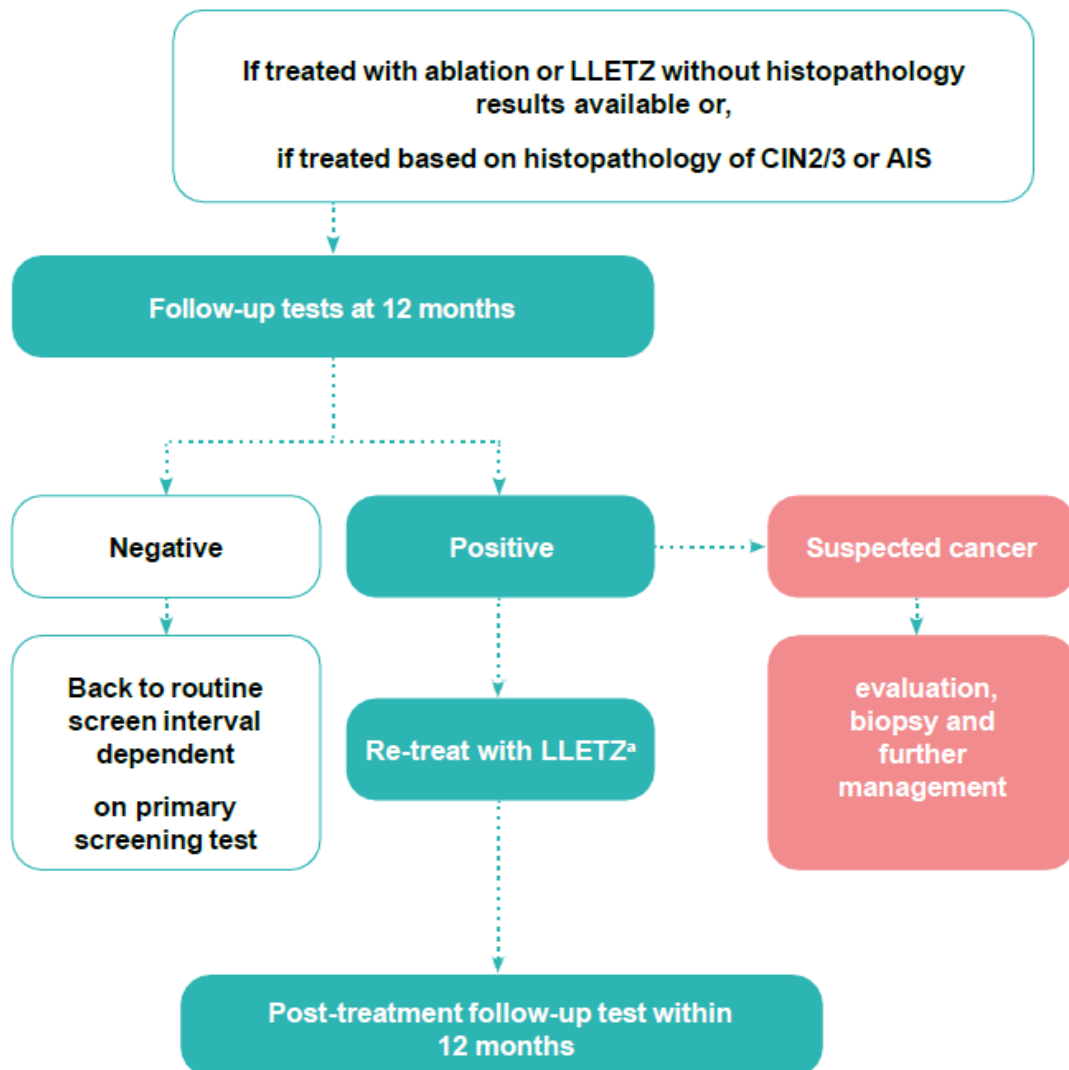 If treated with ablation or LLETZ without histopathology
results available or,
if treated based on histopathology of CIN2/3 or AIS
Follow-up tests at 12 months
Negative
Positive
Suspected cancer
Back to routine
screen interval
dependent
on primary
screening test
Re-treat with LLETZᵃ
evaluation,
biopsy and
further
management
Post-treatment follow-up test within
12 months